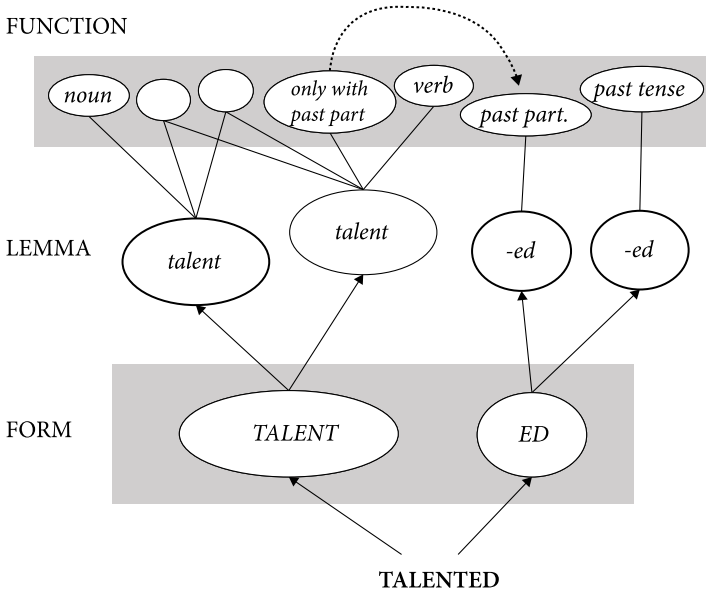 FUNCTION
noun
only with
past part
verb
past part.
past tense
LEMMA
talent
talent
-ed
-ed
FORM
TALENT
ED
TALENTED